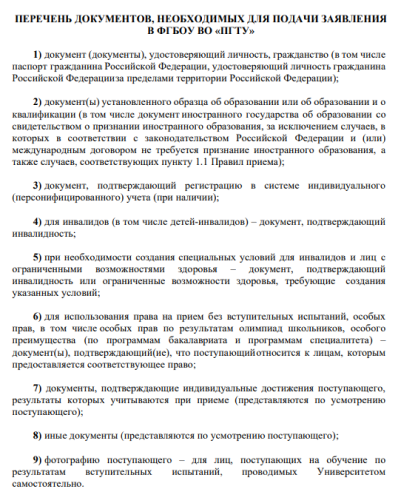 ПЕРЕЧЕНЬ ДОКУМЕНТОВ, НЕОБХОДИМЫХ ДЛЯ ПОДАЧИ ЗАЯВЛЕНИЯ
В ФГБОУ ВО «ПГТУ»
1) документ (документы), удостоверяющий личность, гражданство (в том числе
паспорт гражданина Российской Федерации, удостоверяющий личность гражданина
Российской Федерацииза пределами территории Российской Федерации);
2) документ(ы) установленного образца об образовании или об образовании и о
квалификации (в том числе документ иностранного государства об образовании со
свидетельством о признании иностранного образования, за исключением случаев, в
которых в соответствии с законодательством Российской Федерации и (или)
международным договором не требуется признание иностранного образования, а
также случаев, соответствующих пункту 1.1 Правил приема);
3) документ, подтверждающий регистрацию в системе индивидуального
(персонифицированного) учета (при наличии);
4) для инвалидов (в том числе детей-инвалидов) – документ, подтверждающий
инвалидность;
5) при необходимости создания специальных условий для инвалидов и лиц с
ограниченными возможностями здоровья – документ, подтверждающий
инвалидность или ограниченные возможности здоровья, требующие создания
указанных условий;
6) для использования права на прием без вступительных испытаний, особых
прав, в том числе особых прав по результатам олимпиад школьников, особого
преимущества (по программам бакалавриата и программам специалитета) –
документ(ы), подтверждающий(ие), что поступающийотносится к лицам, которым
предоставляется соответствующее право;
7) документы, подтверждающие индивидуальные достижения поступающего,
результаты которых учитываются при приеме (представляются по усмотрению
поступающего);
8) иные документы (представляются по усмотрению поступающего);
9) фотографию поступающего – для лиц, поступающих на обучение по
результатам вступительных испытаний, проводимых Университетом
самостоятельно.